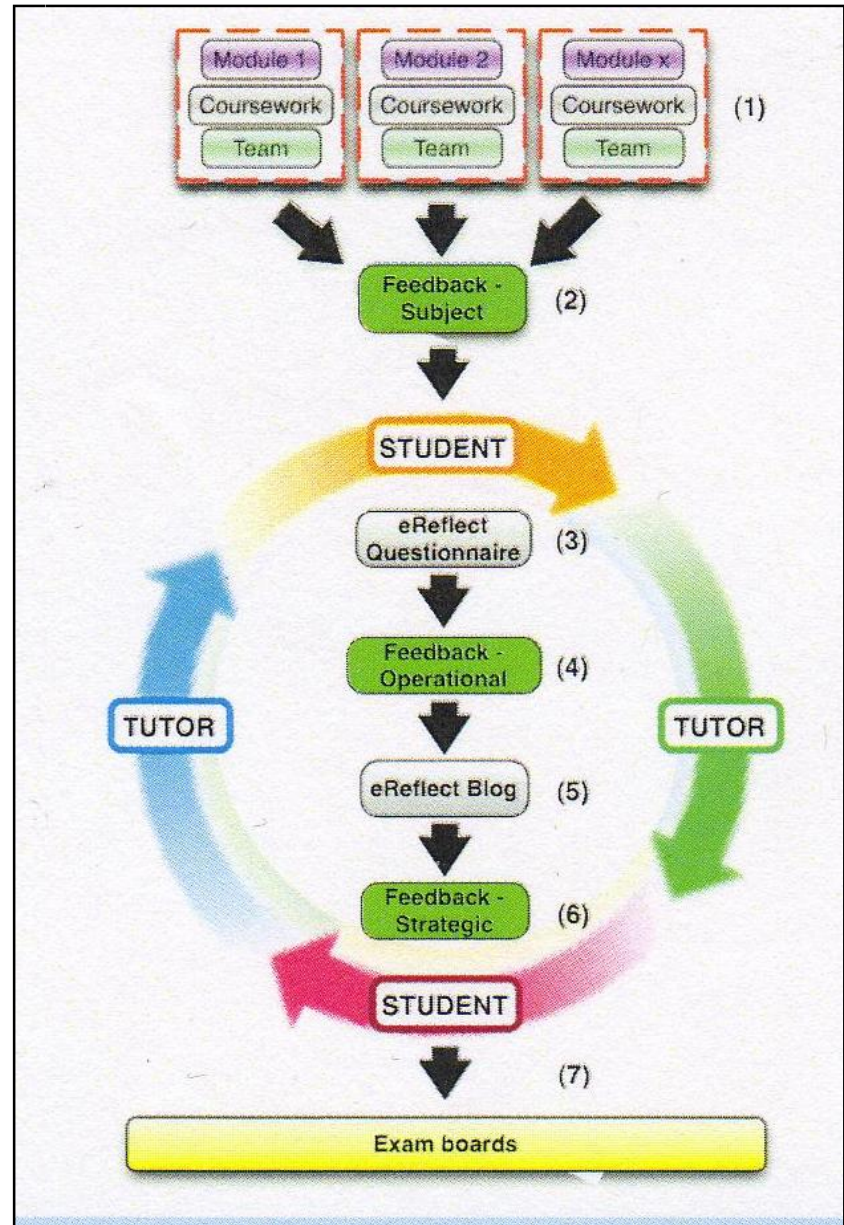 Module 1 Module 2 Module x
Coursework Coursework Coursework (1)
Team Team Team
Feedback -
Subject
(2)
STUDENT
eReflect
Questionnaire
(3)
Feedback -
Operational
(4)
TUTOR TUTOR
eReflect Blog (5)
Feedback -
Strategic
(6)
STUDENT
(7)
Exam boards